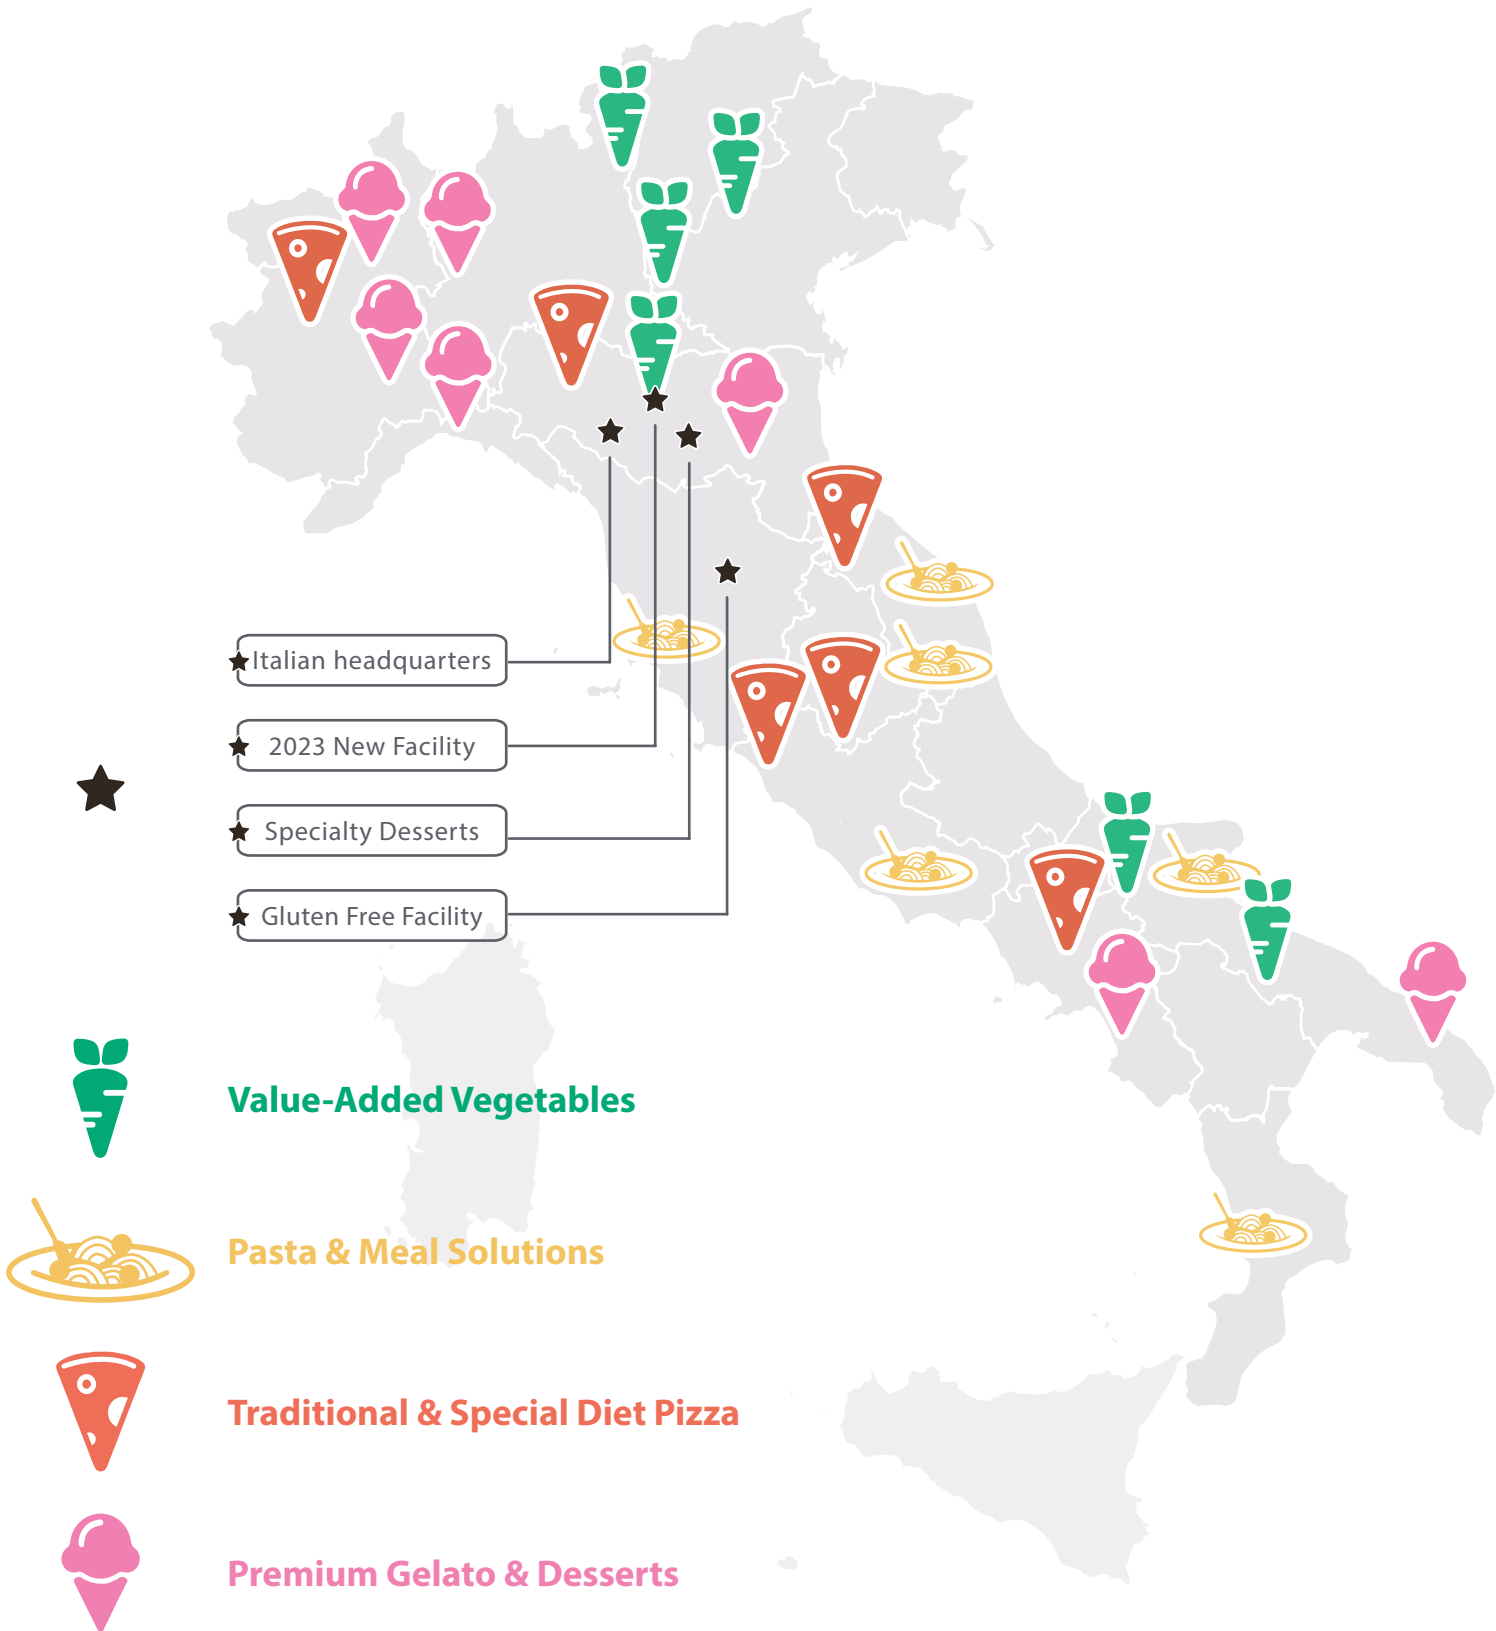 Italian headquarters
2023 New Facility
Specialty Desserts
Gluten Free Facility
Value-Added Vegetables
Pasta & Meal Solutions
Traditional & Special Diet Pizza
Premium Gelato & Desserts